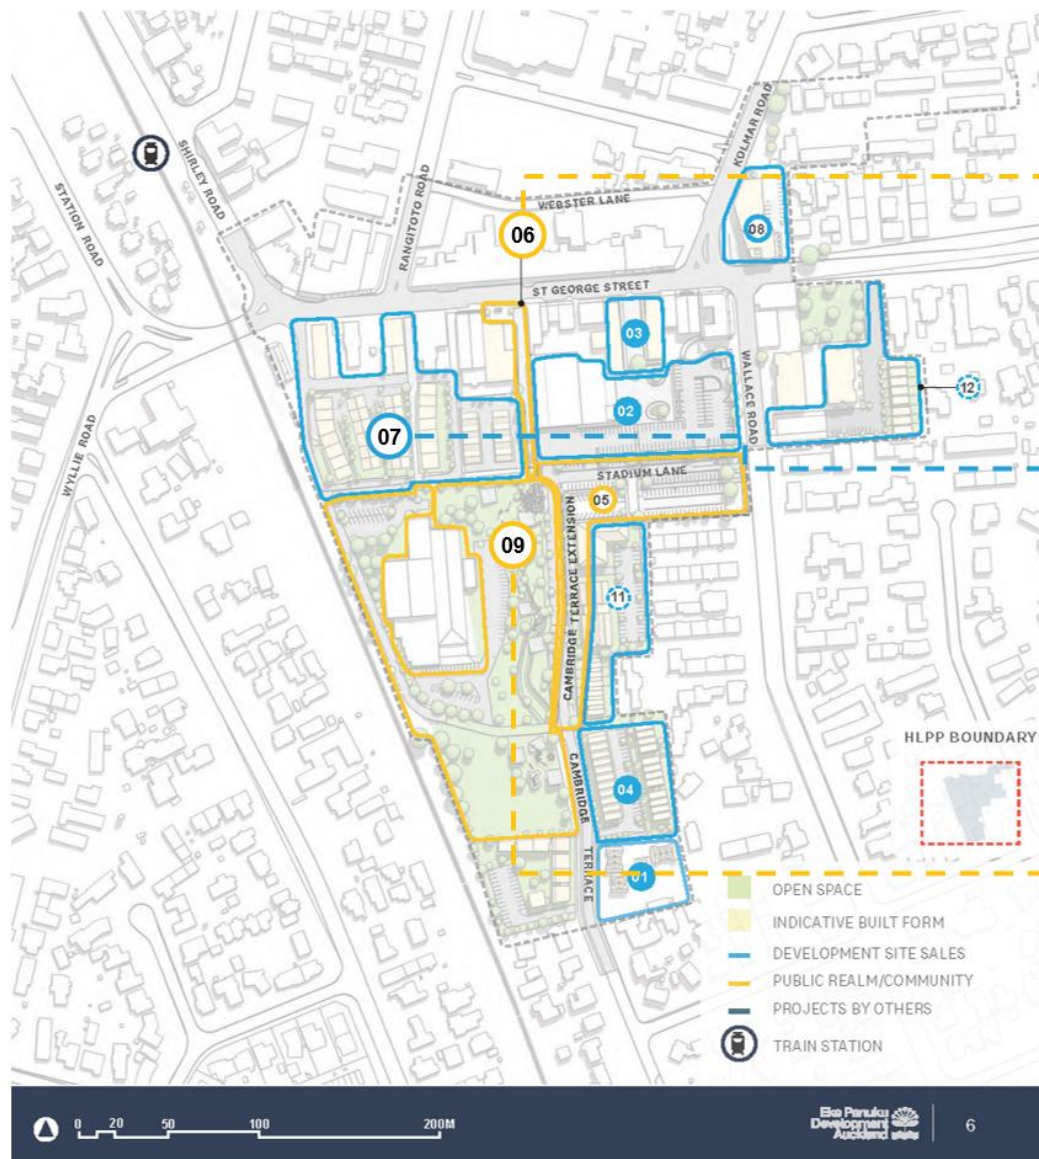 SHIRLEY ROAD
STATION ROAD
RANGITOTO ROAD
KOLMAR ROAD
WEBSTER LANE
06
08
ST GEORGE STREET
03
WALLACE ROAD
12
02
07
WYLLIE ROAD
STADIUM LANE
05
09
CAMBRIDGE TERRACE EXTENSION
11
HLPP BOUNDARY
CAMBRIDGE TERRACE
04
01
OPEN SPACE
INDICATIVE BUILT FORM
DEVELOPMENT SITE SALES
PUBLIC REALM/COMMUNITY
PROJECTS BY OTHERS
TRAIN STATION
0 20 50 100 200M
Eke Panuku
Development
Auckland
6